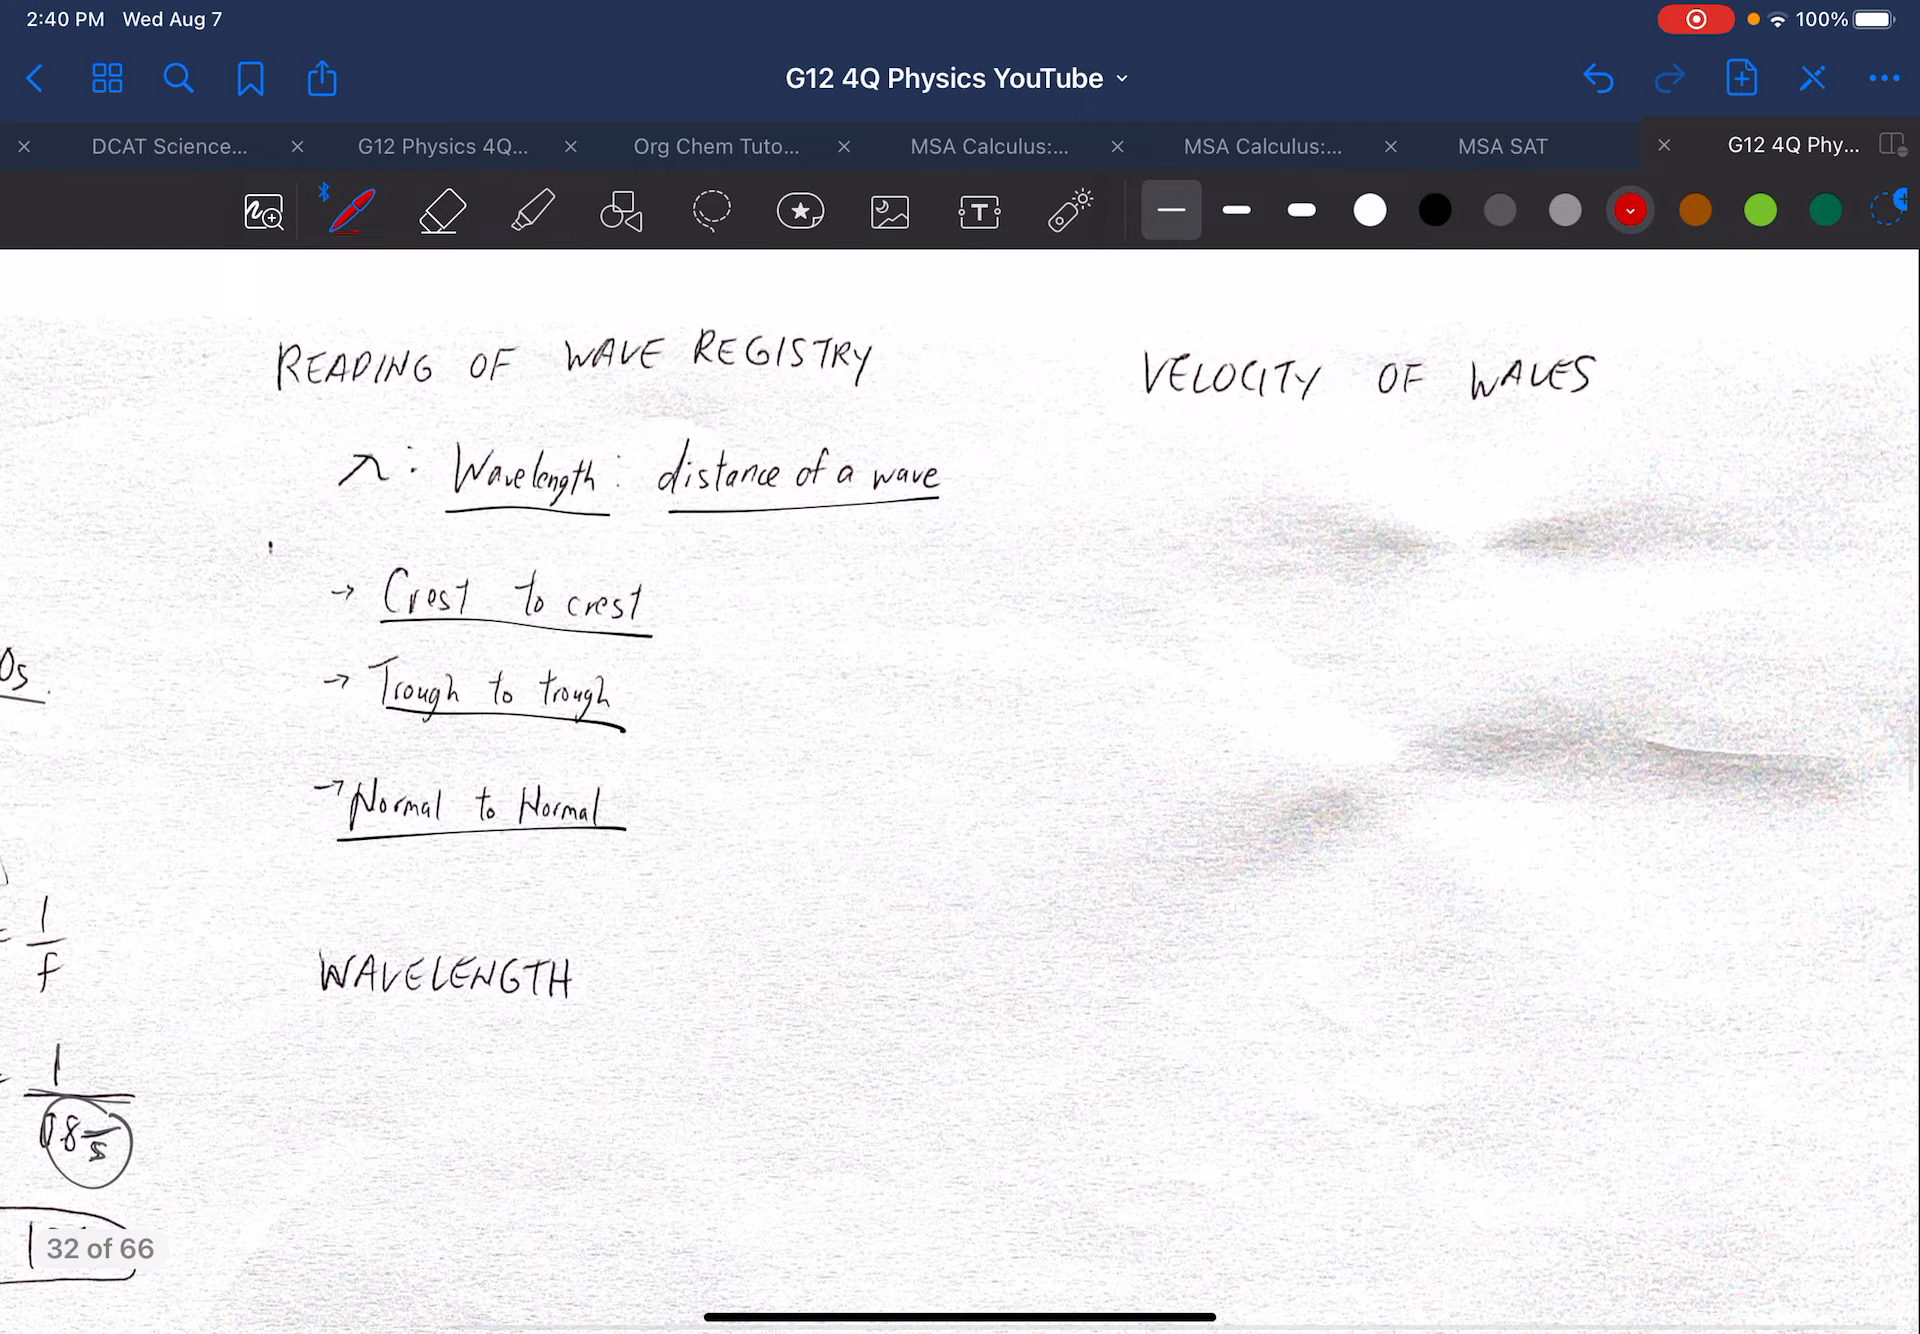 2:40 PM Wed Aug 7
100%
G12 4Q Physics YouTube
DCAT Science...
G12 Physics 4Q...
Org Chem Tuto...
MSA Calculus:...
MSA Calculus:...
MSA SAT
G12 4Q Phy...
READING OF WAVE REGISTRY
λ: Wavelength: distance of a wave
→ Crest to crest
→ Trough to trough
→ Normal to Normal
WAVELENGTH
VELOCITY OF WAVES
0s.
= 1/f
1
32 of 66